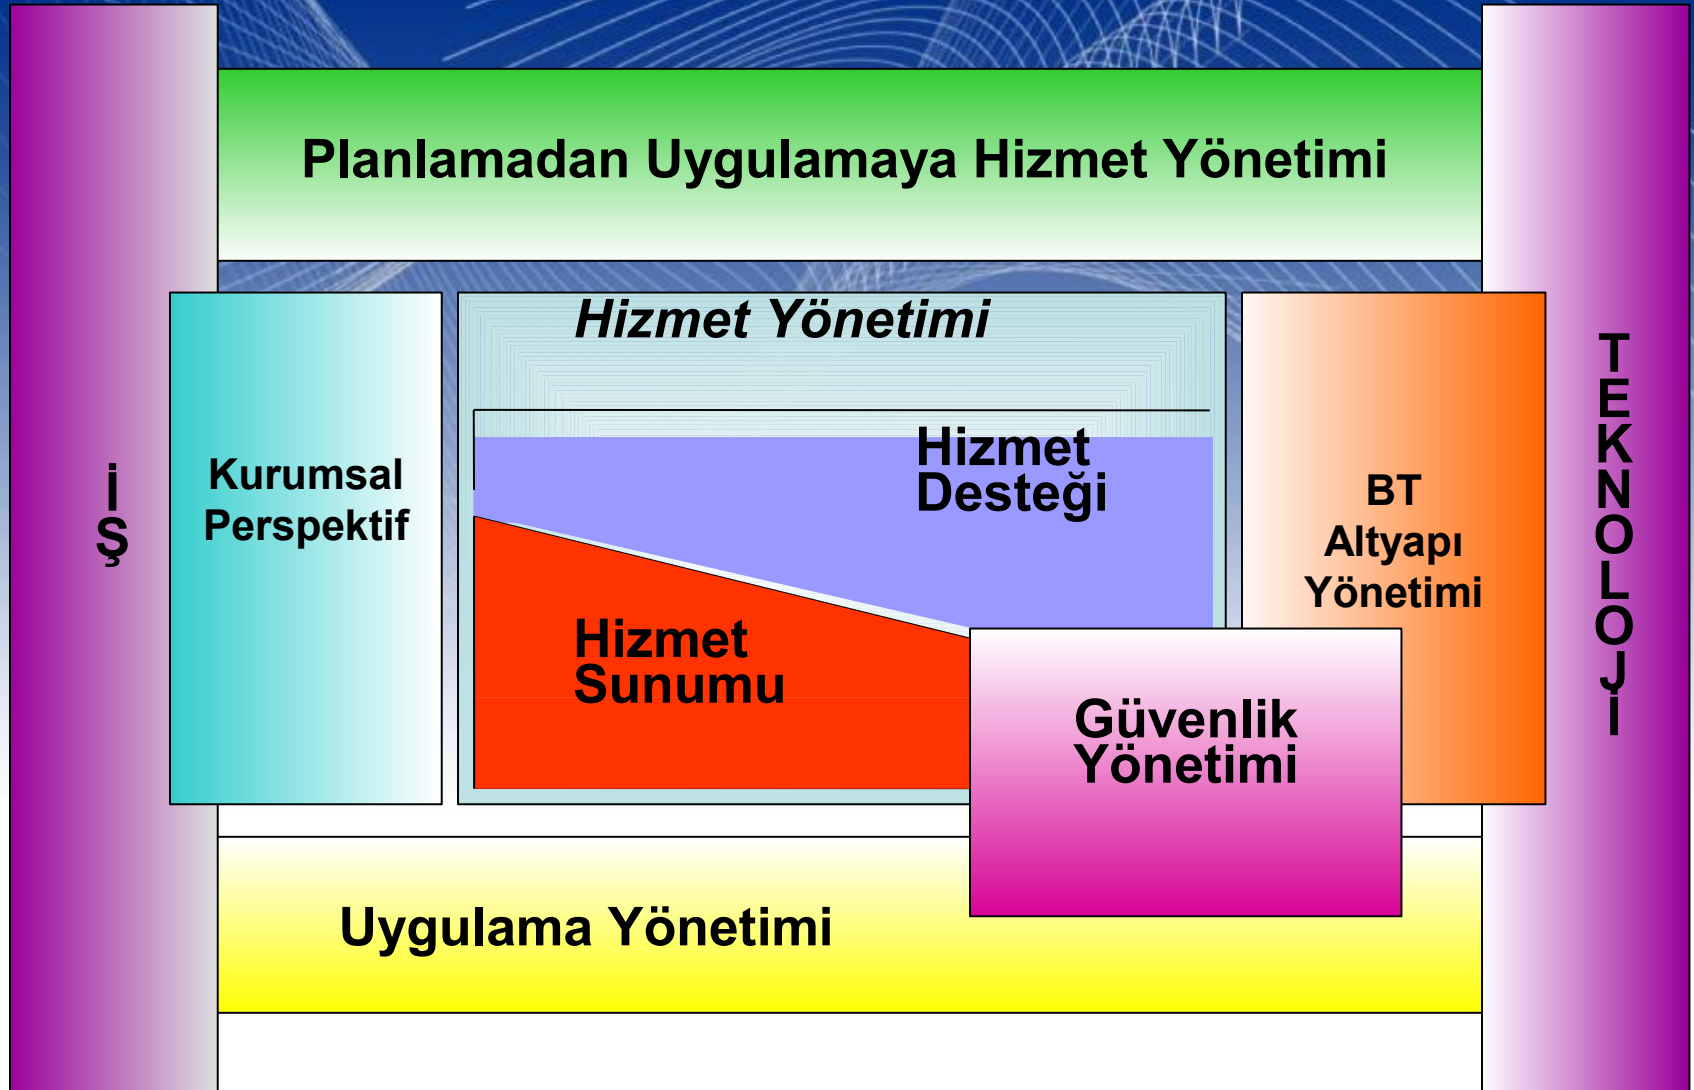 Planlamadan Uygulamaya Hizmet Yönetimi
İŞ
Kurumsal
Perspektif
Hizmet Yönetimi
Hizmet
Desteği
Hizmet
Sunumu
Güvenlik
Yönetimi
BT
Altyapı
Yönetimi
TEKNOLOJİ
Uygulama Yönetimi